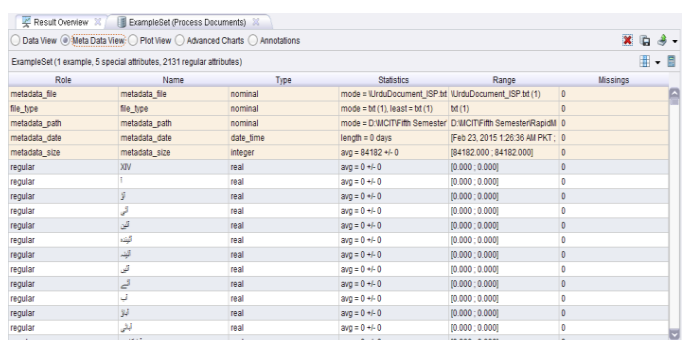 Result Overview ExampleSet (Process Documents)
Data View Meta Data View Plot View Advanced Charts Annotations
ExampleSet (1 example, 5 special attributes, 2131 regular attributes)
Role Name Type Statistics Range Missings
metadata_file metadata_file nominal mode = \UrduDocument_ISP.txt \UrduDocument_ISP.txt (1) 0
file_type file_type nominal mode = txt (1), least = txt (1) txt (1) 0
metadata_path metadata_path nominal mode = D:\MCIT\Fifth Semester D:\MCIT\Fifth Semester\RapidM 0
metadata_date metadata_date date_time length = 0 days [Feb 23, 2015 1:26:36 AM PKT ; 0
metadata_size metadata_size integer avg = 84182 +/- 0 [84182.000 ; 84182.000] 0
regular XIV real avg = 0 +/- 0 [0.000 ; 0.000] 0
regular real avg = 0 +/- 0 [0.000 ; 0.000] 0
regular real avg = 0 +/- 0 [0.000 ; 0.000] 0
regular آئی real avg = 0 +/- 0 [0.000 ; 0.000] 0
regular آئین real avg = 0 +/- 0 [0.000 ; 0.000] 0
regular آئیندہ real avg = 0 +/- 0 [0.000 ; 0.000] 0
regular آئینہ real avg = 0 +/- 0 [0.000 ; 0.000] 0
regular آئیں real avg = 0 +/- 0 [0.000 ; 0.000] 0
regular آئے real avg = 0 +/- 0 [0.000 ; 0.000] 0
regular آب real avg = 0 +/- 0 [0.000 ; 0.000] 0
regular real avg = 0 +/- 0 [0.000 ; 0.000] 0
regular آبائی real avg = 0 +/- 0 [0.000 ; 0.000] 0